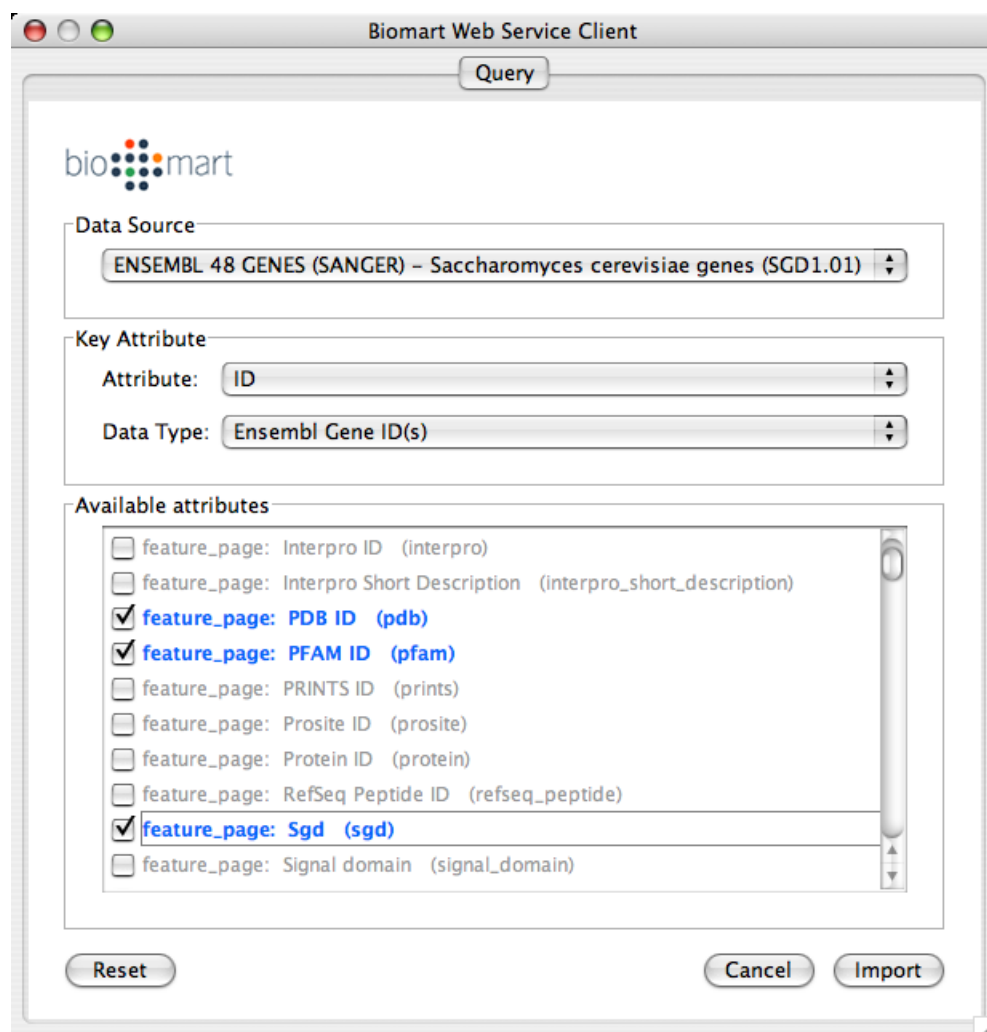 Biomart Web Service Client
Query
bio mart
Data Source
ENSEMBL 48 GENES (SANGER) – Saccharomyces cerevisiae genes (SGD1.01)
Key Attribute
Attribute: ID
Data Type: Ensembl Gene ID(s)
Available attributes
feature_page: Interpro ID (interpro)
feature_page: Interpro Short Description (interpro_short_description)
feature_page: PDB ID (pdb)
feature_page: PFAM ID (pfam)
feature_page: PRINTS ID (prints)
feature_page: Prosite ID (prosite)
feature_page: Protein ID (protein)
feature_page: RefSeq Peptide ID (refseq_peptide)
feature_page: Sgd (sgd)
feature_page: Signal domain (signal_domain)
Reset Cancel Import